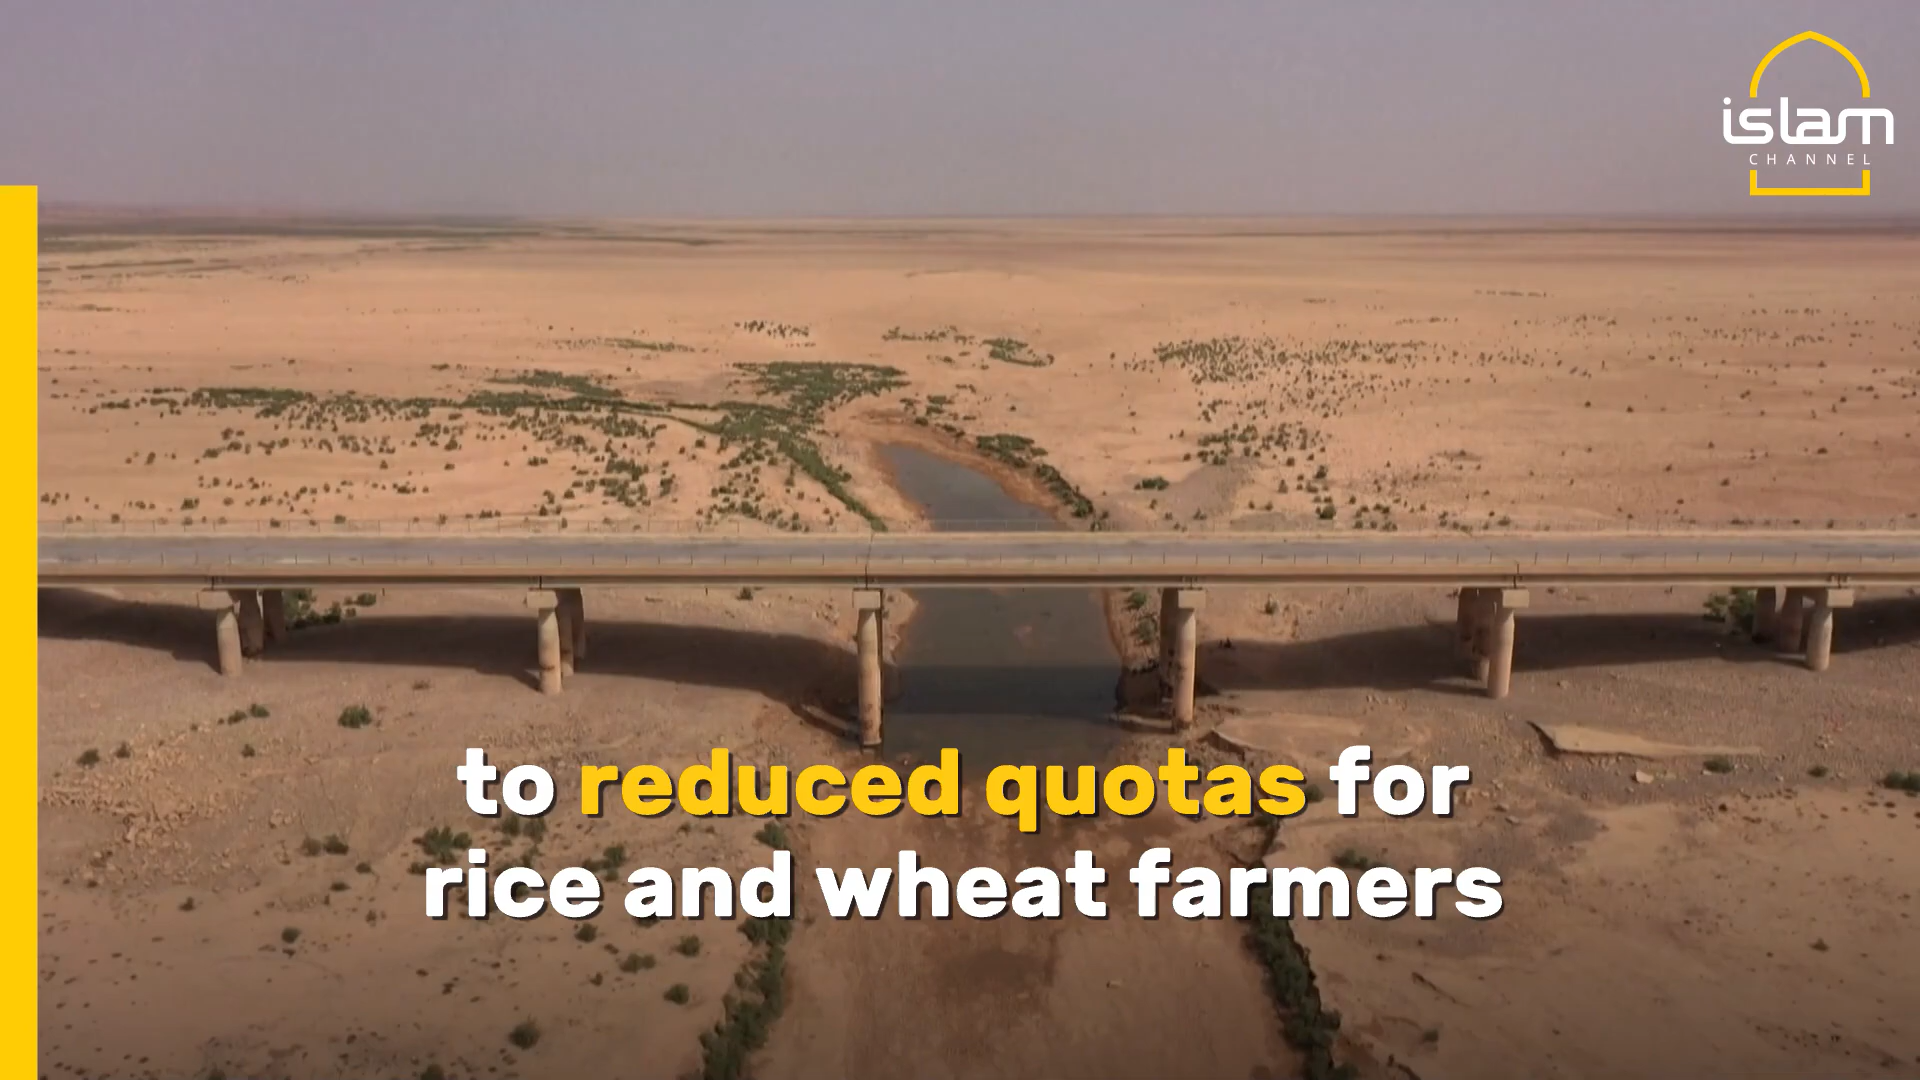 islam
CHANNEL
to reduced quotas for
rice and wheat farmers